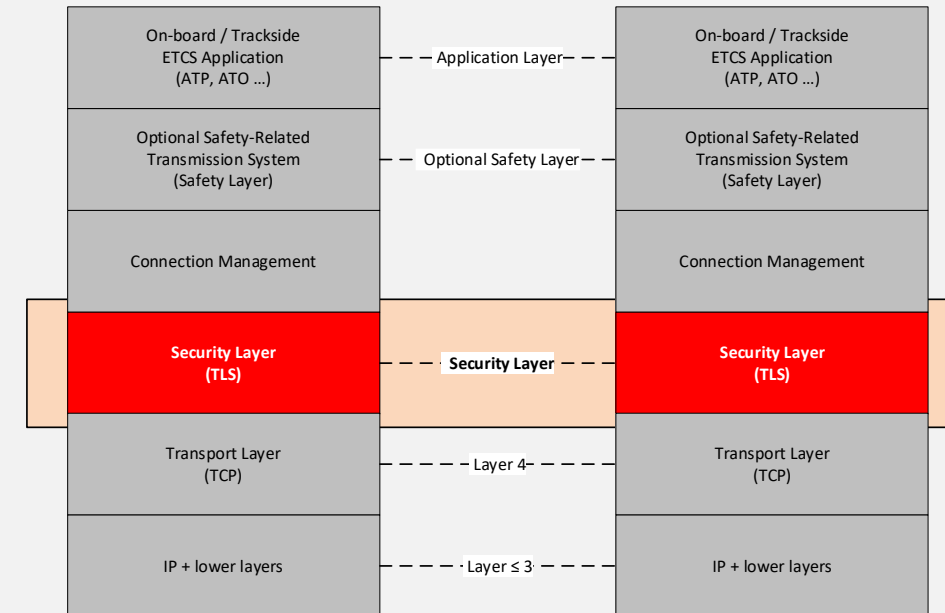 On-board / Trackside
ETCS Application
(ATP, ATO ...)
Application Layer
On-board / Trackside
ETCS Application
(ATP, ATO ...)
Optional Safety-Related
Transmission System
(Safety Layer)
Optional Safety Layer
Optional Safety-Related
Transmission System
(Safety Layer)
Connection Management
Connection Management
Security Layer
(TLS)
Security Layer
Security Layer
(TLS)
Transport Layer
(TCP)
Layer 4
Transport Layer
(TCP)
IP + lower layers
Layer ≤ 3
IP + lower layers